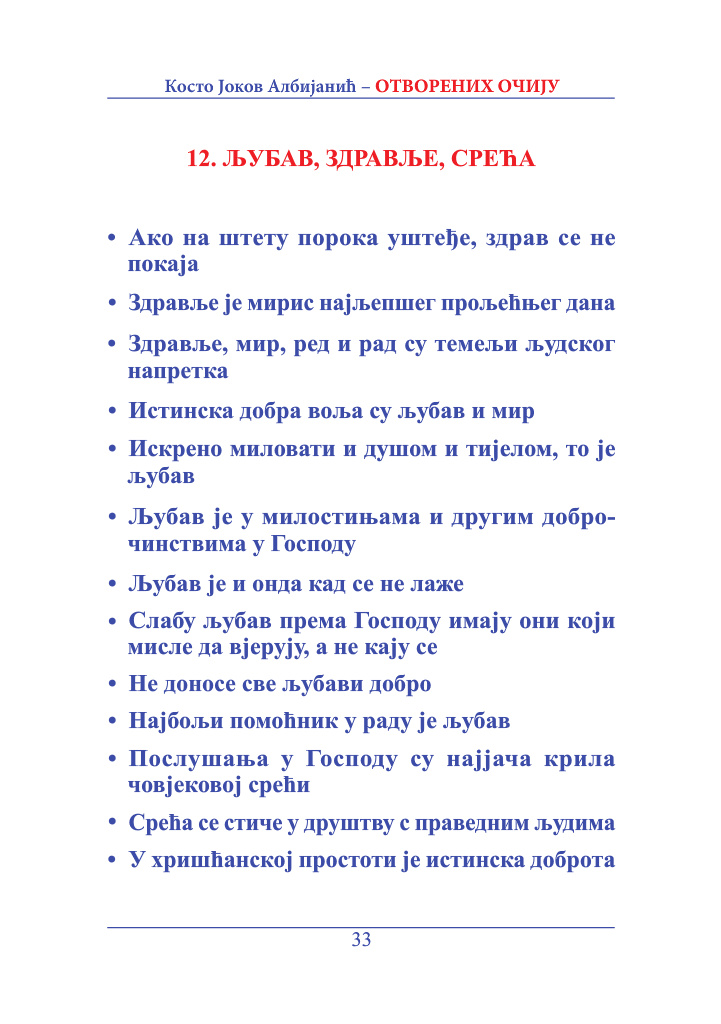 Косто Јоков Албијанић – ОТВОРЕНИХ ОЧИЈУ
12. ЉУБАВ, ЗДРАВЉЕ, СРЕЋА
• Ако на штету порока уштеђе, здрав се не
покаја
• Здравље је мирис најљепшег прољећњег дана
• Здравље, мир, ред и рад су темељи људског
напретка
• Истинска добра воља су љубав и мир
• Искрено миловати и душом и тијелом, то је
љубав
• Љубав је у милостињама и другим добро-
чинствима у Господу
• Љубав је и онда кад се не лаже
• Слабу љубав према Господу имају они који
мисле да вјерују, а не кају се
• Не доносе све љубави добро
• Најбољи помоћник у раду је љубав
• Послушања у Господу су најјача крила
човјековој срећи
• Срећа се стиче у друштву с праведним људима
• У хришћанској простоти је истинска доброта
33